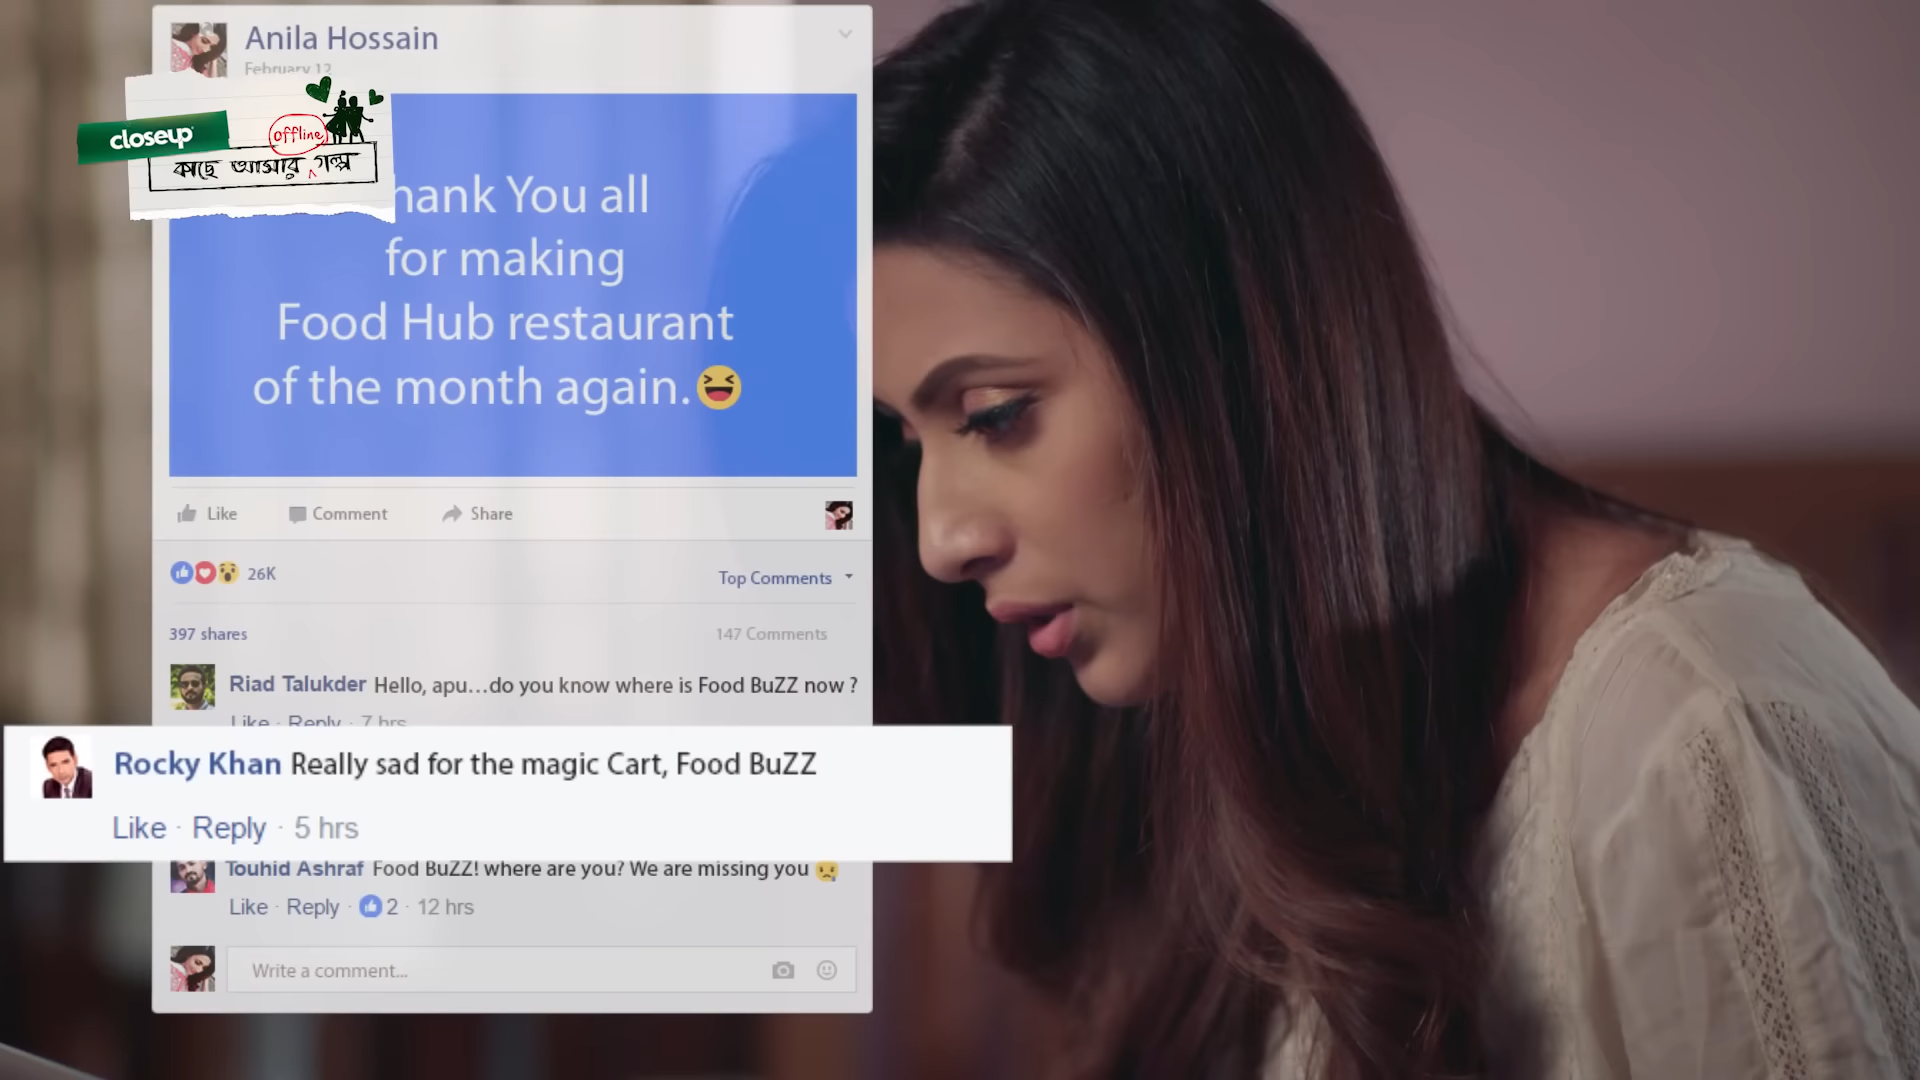 Anila Hossain
February 12
closeup
offline
কাছে আসার গল্প
hank You all
for making
Food Hub restaurant
of the month again.😆
Like Comment Share
26K
Top Comments
397 shares
147 Comments
Riad Talukder Hello, apu...do you know where is Food BuZZ now ?
Like · Reply · 7 hrs
Rocky Khan Really sad for the magic Cart, Food BuZZ
Like · Reply · 5 hrs
Touhid Ashraf Food BuZZ! where are you? We are missing you 😢
Like · Reply · 2 · 12 hrs
Write a comment...